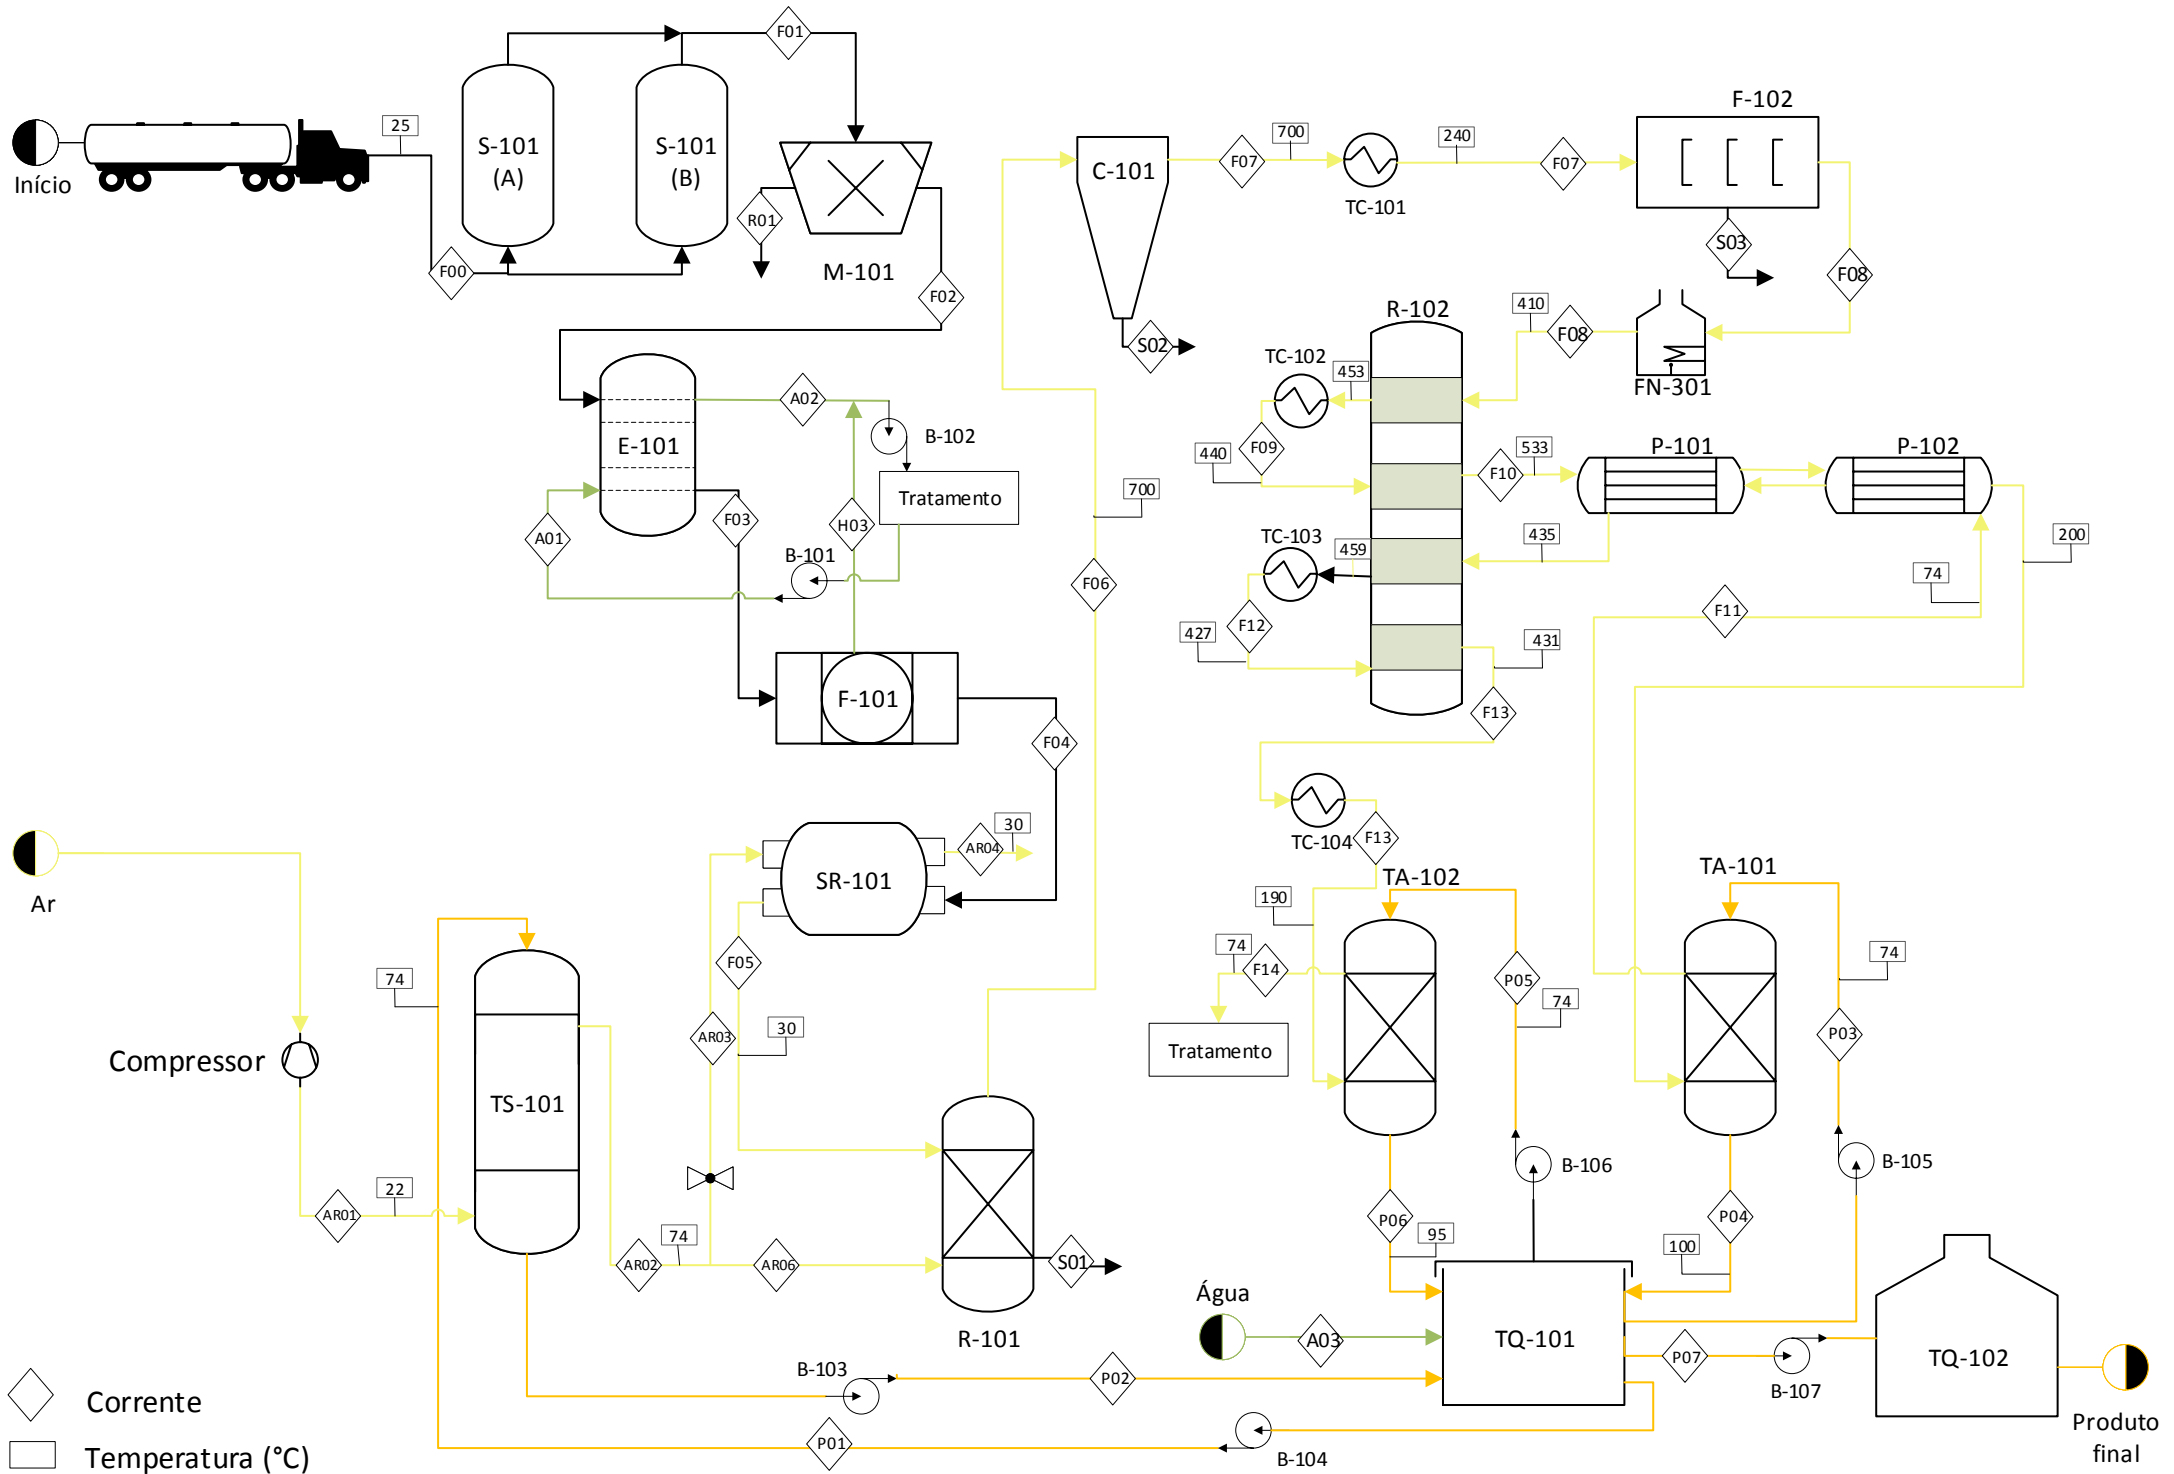 F01
F-102
25
S-101
(A)
S-101
(B)
700
240
C-101
F07
F07
Início
TC-101
R01
S03
F00
M-101
F02
F08
R-102
410
F08
S02
TC-102
453
FN-301
A02
B-102
E-101
F09
440
533
F10
P-101
P-102
Tratamento
700
F03
H03
A01
B-101
TC-103
459
435
200
74
F06
F11
F12
427
431
F-101
F13
F04
TC-104
F13
30
AR04
SR-101
Ar
TA-102
TA-101
190
74
F14
74
F05
P05
74
74
30
AR03
P03
Tratamento
Compressor
TS-101
B-106
B-105
22
AR01
P06
P04
74
95
100
AR02
AR06
S01
Água
R-101
A03
TQ-101
P07
TQ-102
B-103
P02
B-107
Corrente
P01
B-104
Produto
final
Temperatura (°C)